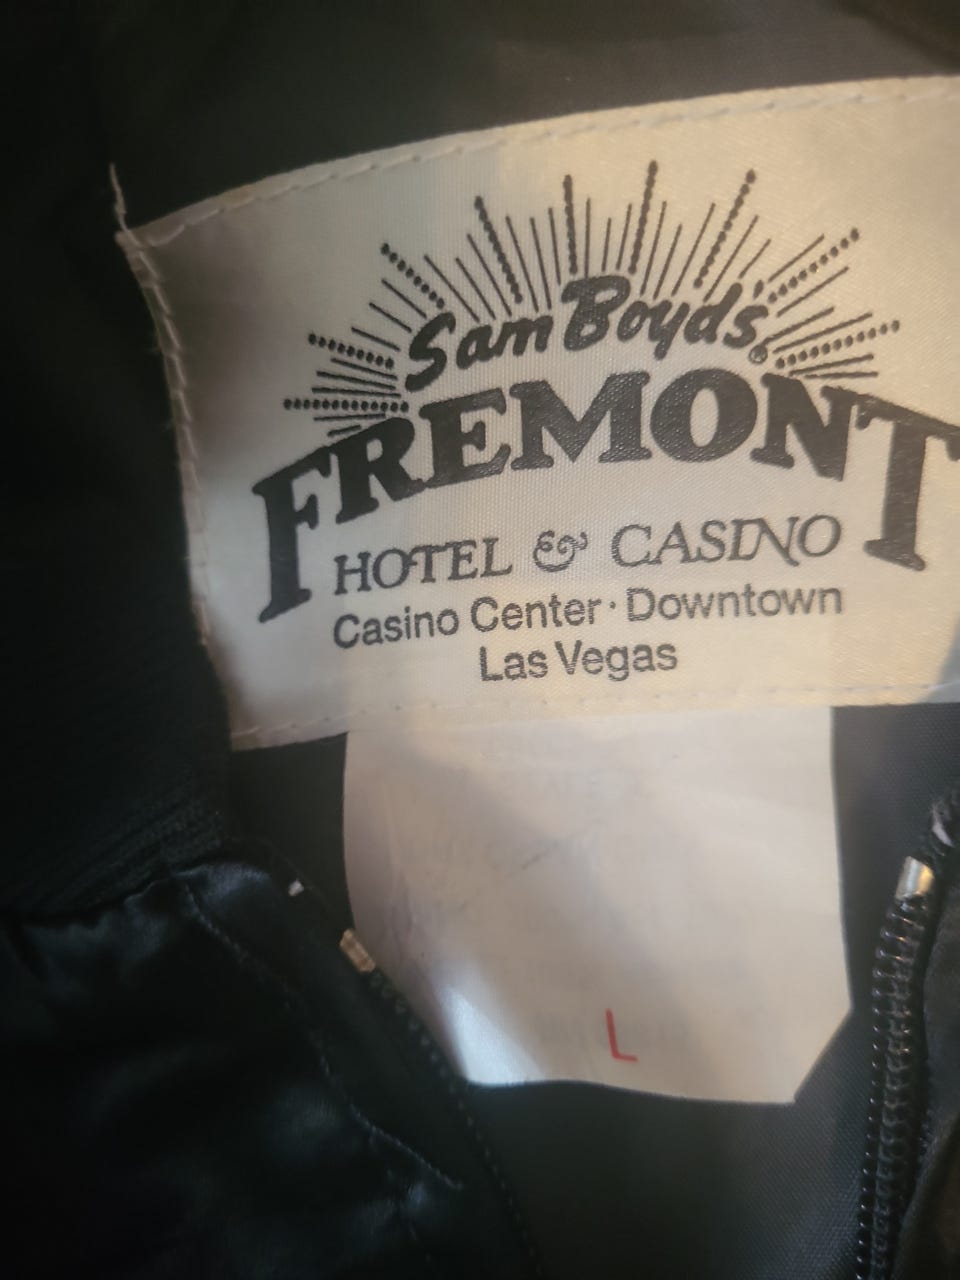 Sam Boyd's®
FREMONT
HOTEL & CASINO
Casino Center · Downtown
Las Vegas
L